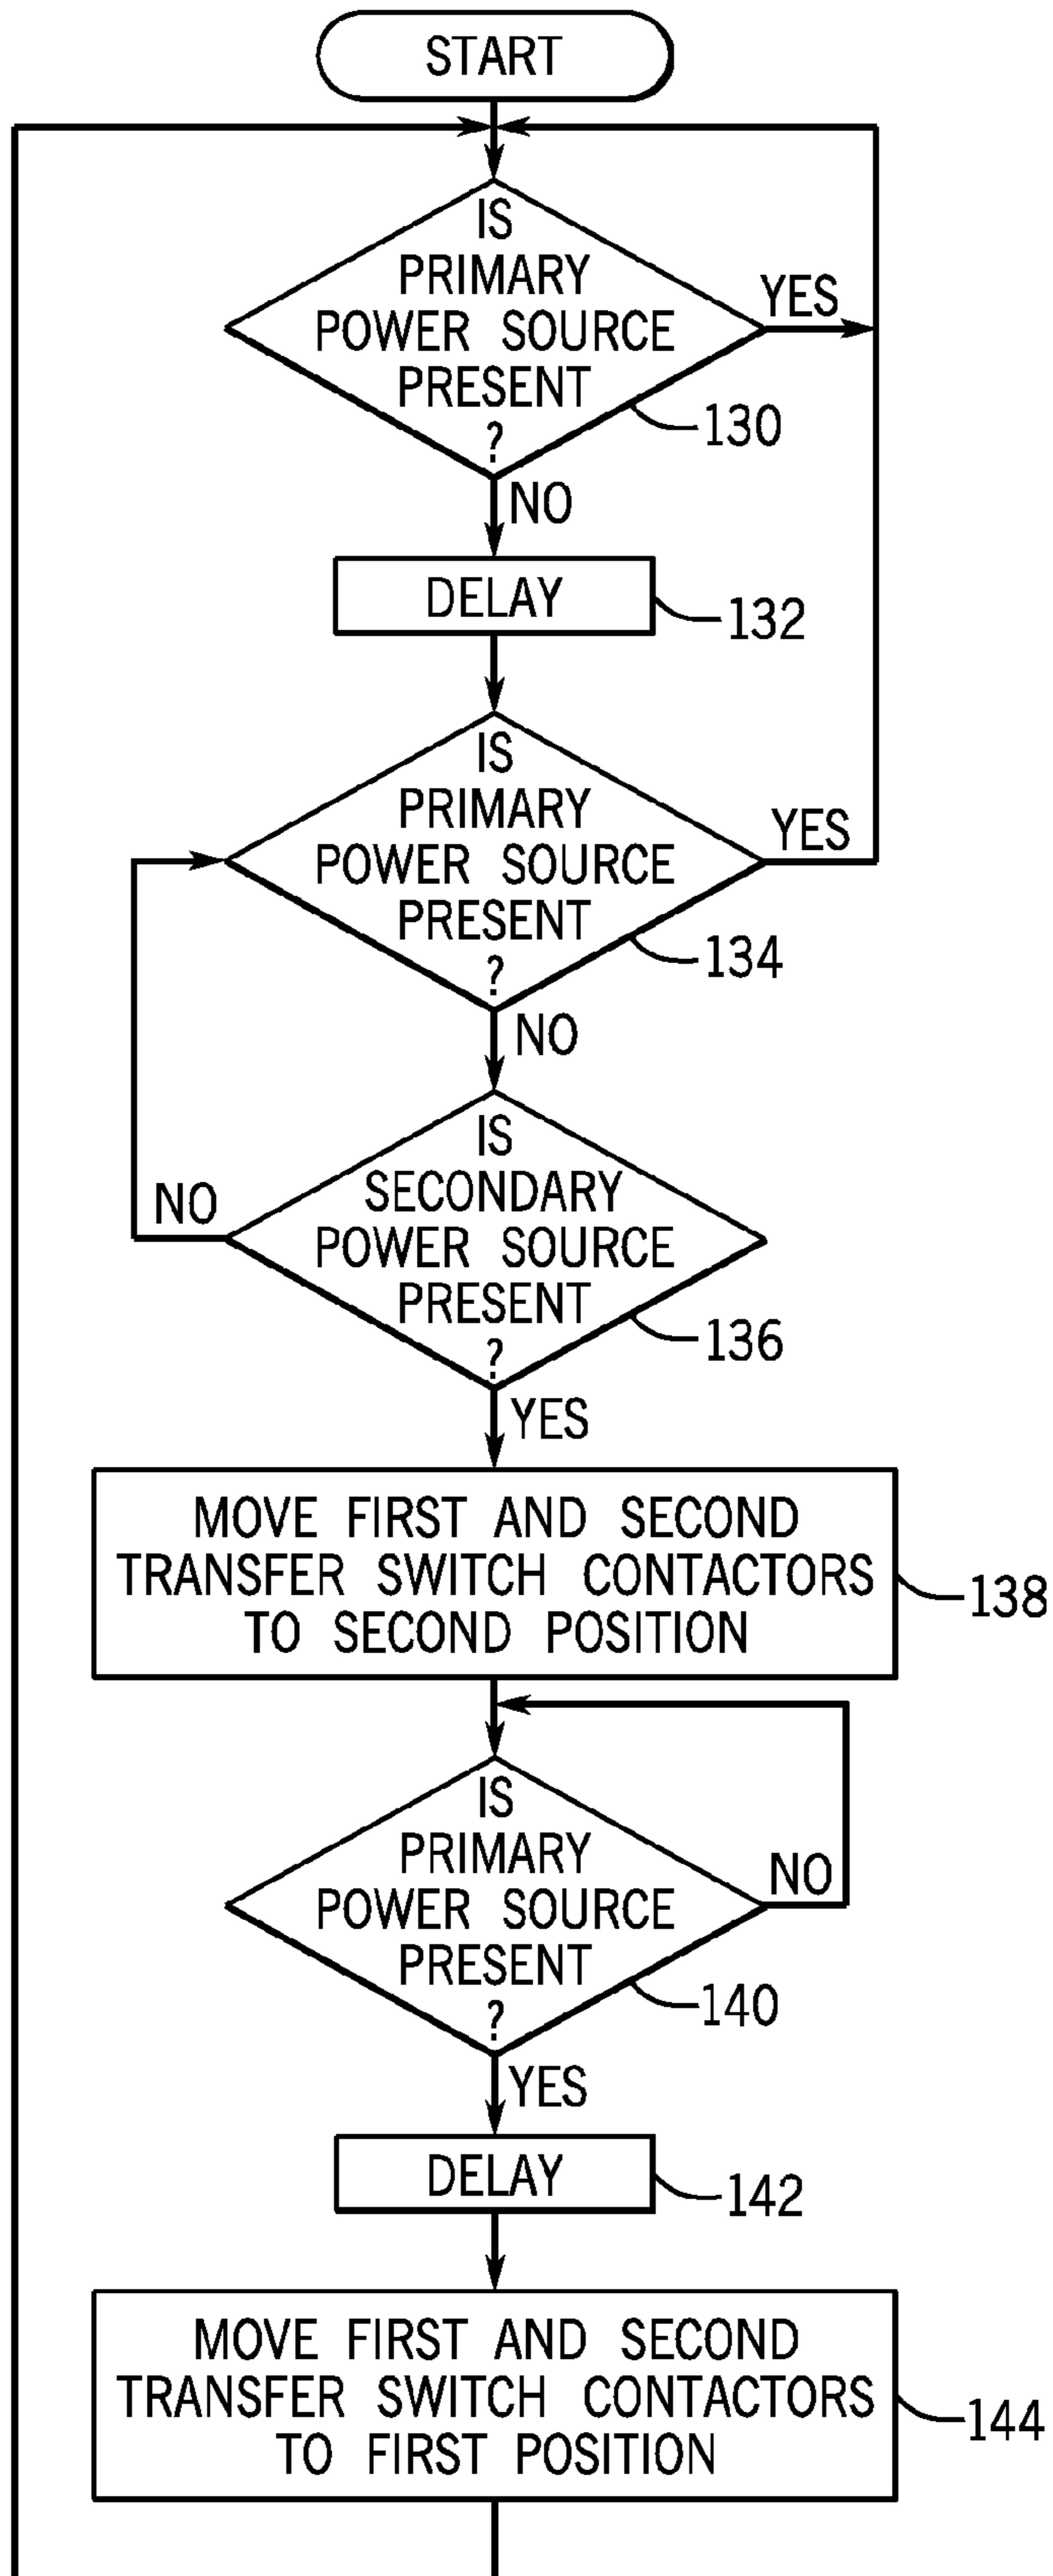 START
IS
PRIMARY
POWER SOURCE
PRESENT
?
YES
130
NO
DELAY
132
IS
PRIMARY
POWER SOURCE
PRESENT
?
YES
134
NO
IS
SECONDARY
POWER SOURCE
PRESENT
?
NO
136
YES
MOVE FIRST AND SECOND
TRANSFER SWITCH CONTACTORS
TO SECOND POSITION
138
IS
PRIMARY
POWER SOURCE
PRESENT
?
NO
140
YES
DELAY
142
MOVE FIRST AND SECOND
TRANSFER SWITCH CONTACTORS
TO FIRST POSITION
144